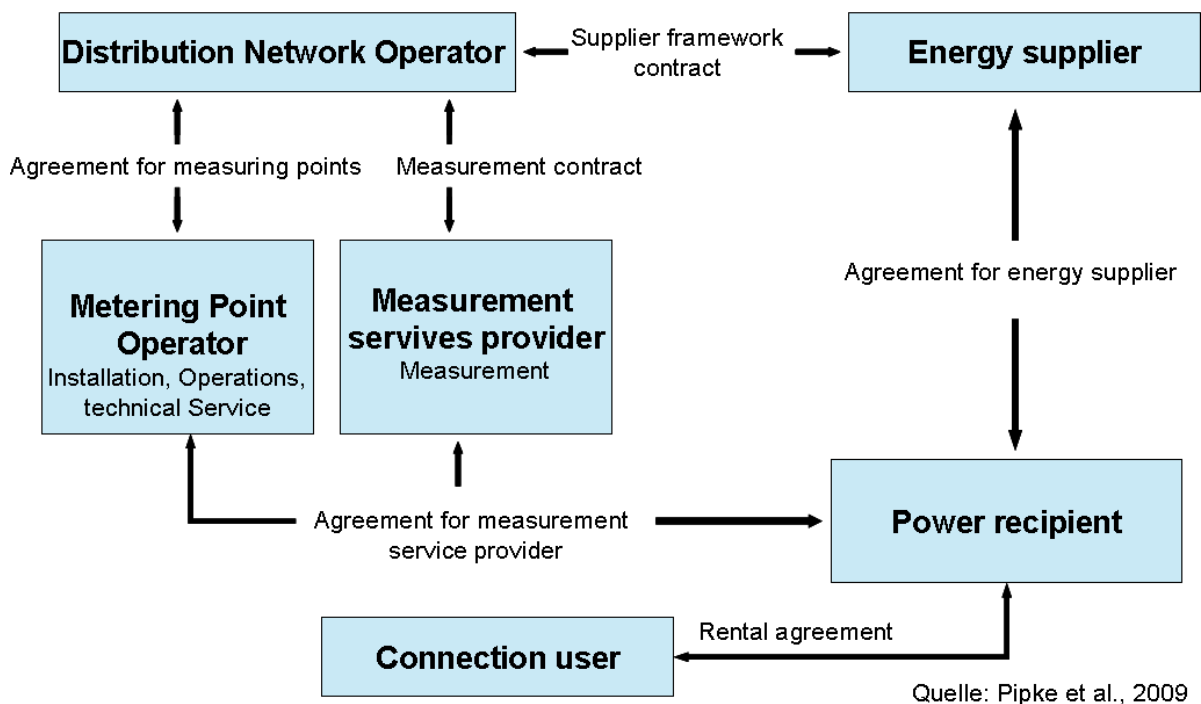 Distribution Network Operator
Supplier framework
contract
Energy supplier
Agreement for measuring points
Measurement contract
Metering Point
Operator
Installation, Operations,
technical Service
Measurement
servives provider
Measurement
Agreement for energy supplier
Agreement for measurement
service provider
Power recipient
Rental agreement
Connection user
Quelle: Pipke et al., 2009